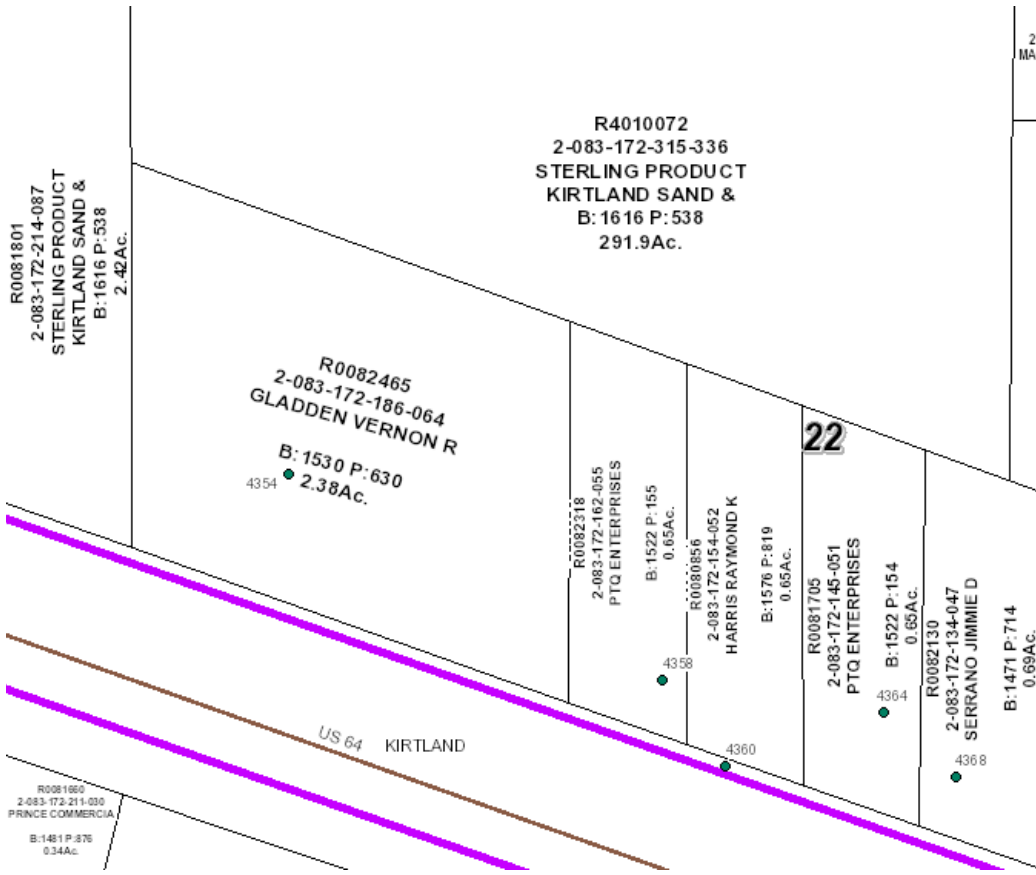 2
MA
R4010072
2-083-172-315-336
STERLING PRODUCT
KIRTLAND SAND &
B:1616 P:538
291.9Ac.
R0081801
2-083-172-214-087
STERLING PRODUCT
KIRTLAND SAND &
B:1616 P:538
2.42Ac.
R0082465
2-083-172-186-064
GLADDEN VERNON R
B:1530 P:630
2.38Ac.
4354
R0082318
2-083-172-162-055
PTQ ENTERPRISES
B:1522 P:155
0.65Ac.
4358
R0080856
2-083-172-154-052
HARRIS RAYMOND K
B:1576 P:819
0.65Ac.
4360
22
R0081705
2-083-172-145-051
PTQ ENTERPRISES
B:1522 P:154
0.65Ac.
4364
R0082130
2-083-172-134-047
SERRANO JIMMIE D
B:1471 P:714
0.69Ac.
4368
US 64
KIRTLAND
R0081660
2-083-172-211-030
PRINCE COMMERCIA
B:1481 P:876
0.34Ac.